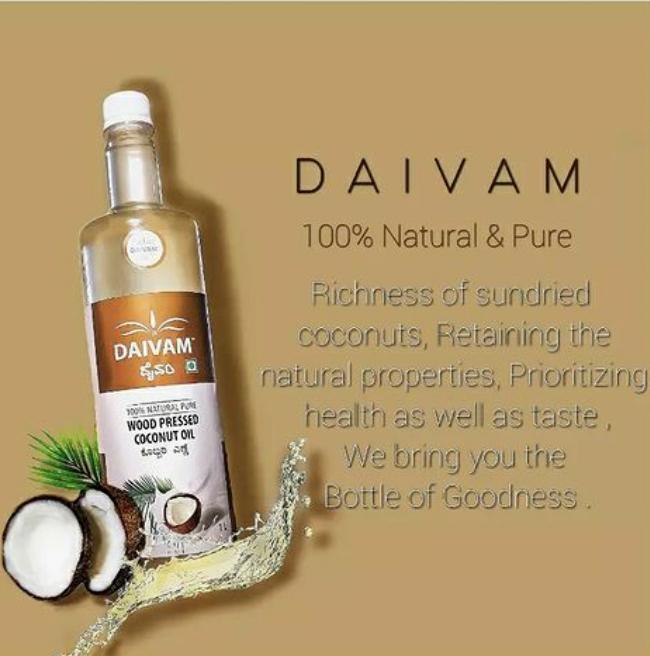 DAIVAM
100% Natural & Pure
Richness of sundried
coconuts, Retaining the
natural properties, Prioritizing
health as well as taste ,
We bring you the
Bottle of Goodness .
DAIVAM
DAIVAM
ದೈವಂ
100% NATURAL PURE
WOOD PRESSED
COCONUT OIL
ಕೊಬ್ಬರಿ ಎಣ್ಣೆ